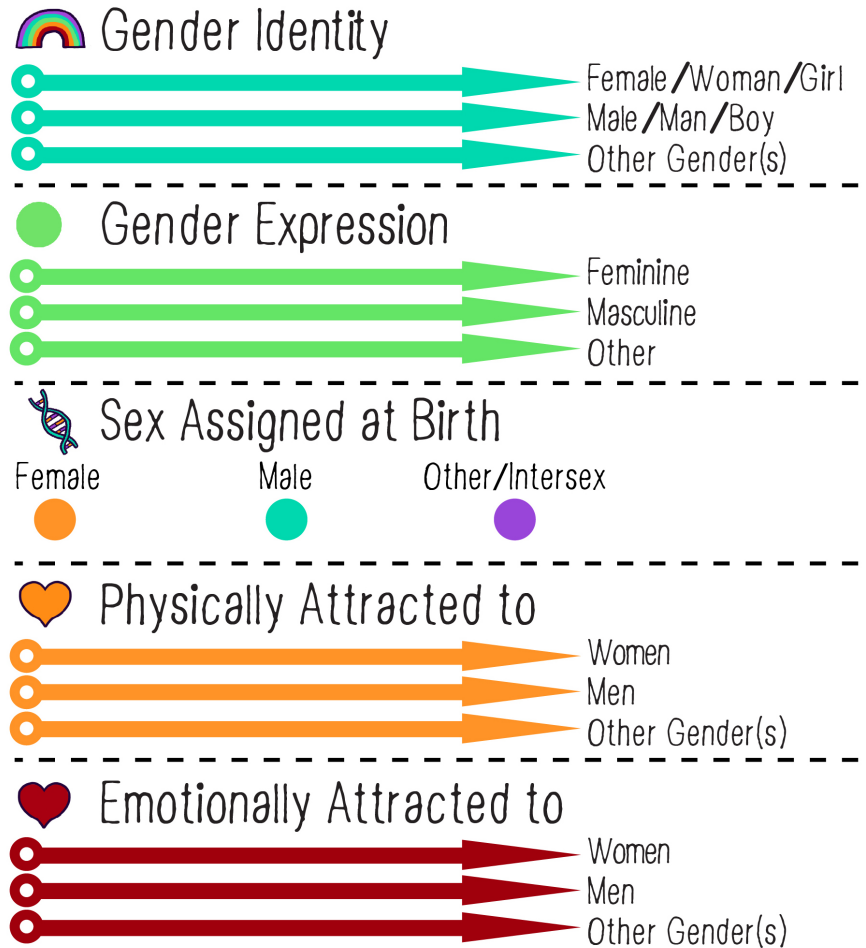 Gender Identity
Female/Woman/Girl
Male/Man/Boy
Other Gender(s)
Gender Expression
Feminine
Masculine
Other
Sex Assigned at Birth
Female Male Other/Intersex
Physically Attracted to
Women
Men
Other Gender(s)
Emotionally Attracted to
Women
Men
Other Gender(s)